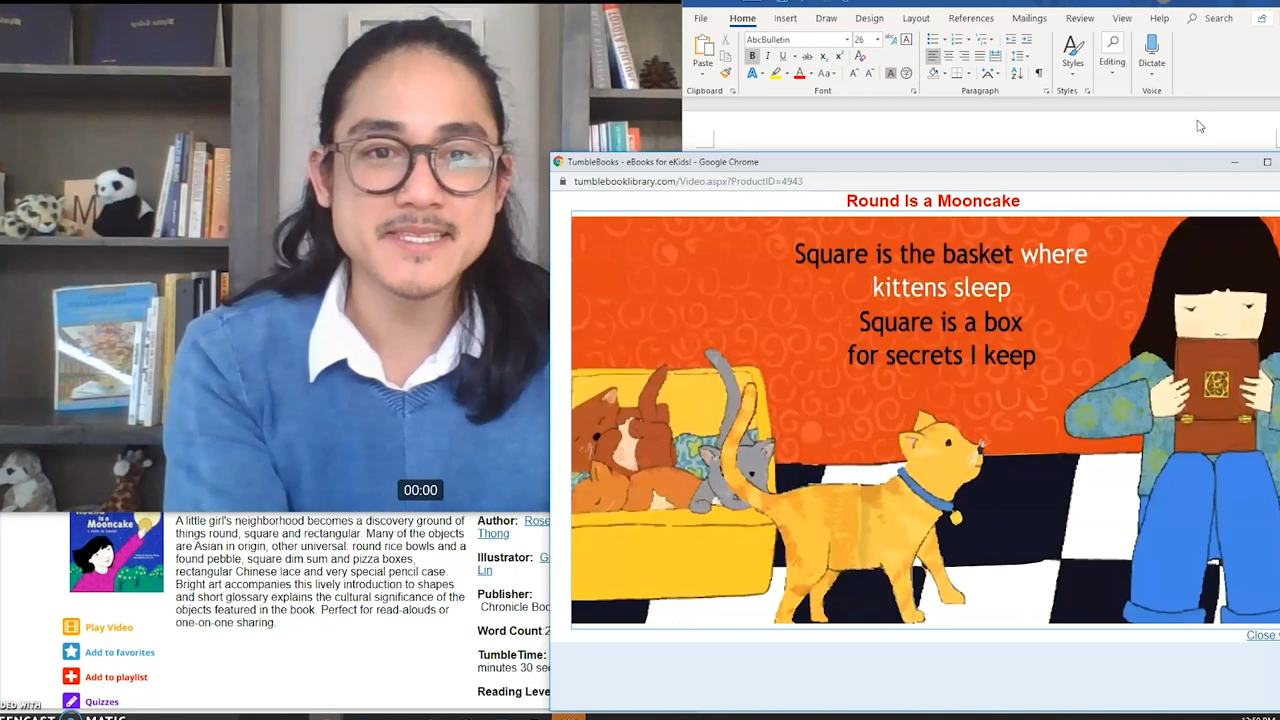 File Home Insert Draw Design Layout References Mailings Review View Help Search
AbcBulletin 26
Paste
Styles Editing Dictate
Clipboard Font Paragraph Styles Voice
TumbleBooks - eBooks for eKids! - Google Chrome
tumblebooklibrary.com/Video.aspx?ProductID=4943
Round Is a Mooncake
Square is the basket where
kittens sleep
Square is a box
for secrets I keep
00:00
Is a
Mooncake
A little girl's neighborhood becomes a discovery ground of
things round, square and rectangular. Many of the objects
are Asian in origin, other universal: round rice bowls and a
found pebble, square dim sum and pizza boxes,
rectangular Chinese lace and very special pencil case.
Bright art accompanies this lively introduction to shapes
and short glossary explains the cultural significance of the
objects featured in the book. Perfect for read-alouds or
one-on-one sharing.
Play Video
Add to favorites
Add to playlist
Quizzes
Author: Rose
Thong
Illustrator: G
Lin
Publisher:
Chronicle Boo
Word Count:2
TumbleTime:
minutes 30 se
Reading Leve
Close